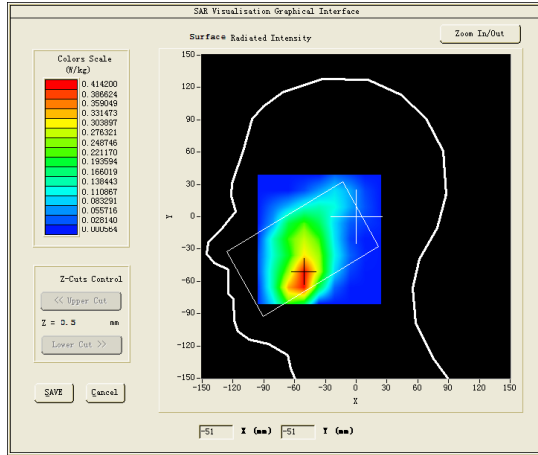 SAR Visualisation Graphical Interface
Surface Radiated Intensity
Zoom In/Out
Colors Scale
(W/kg)
0.414200
0.386624
0.359049
0.331473
0.303897
0.276321
0.248746
0.221170
0.193594
0.166019
0.138443
0.110867
0.083291
0.055716
0.028140
0.000564
Z-Cuts Control
<< Upper Cut
Z = 3.5 mm
Lower Cut >>
SAVE Cancel
150
120
90
60
30
0
-30
-60
-90
-120
-150
Y
-150 -120 -90 -60 -30 0 30 60 90 120 150
X
-51 X (mm) -51 Y (mm)